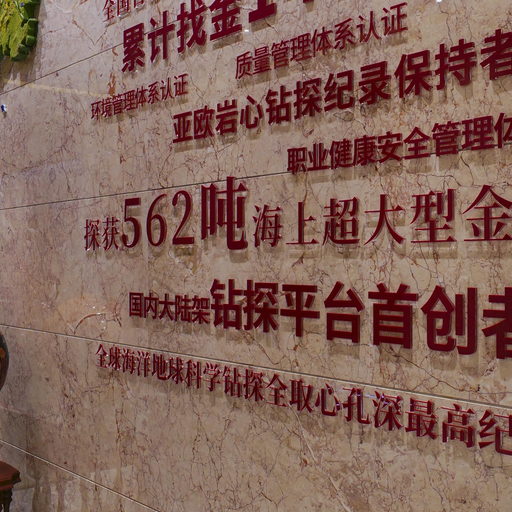 全国
累计找金
质量管理体系认证
环境管理体系认证
亚欧岩心钻探纪录保持者
职业健康安全管理体
探获562吨海上超大型金
国内大陆架钻探平台首创者
全球海洋地球科学钻探全取心孔深最高纪